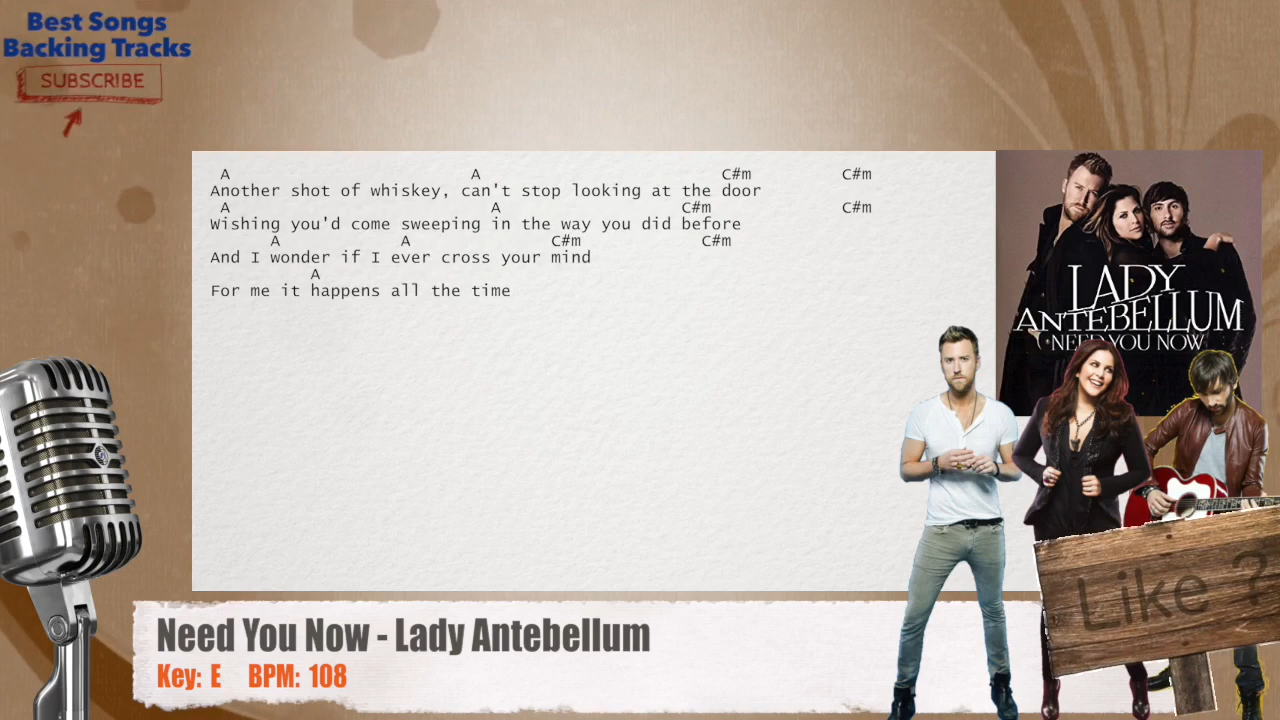 Best Songs
Backing Tracks
SUBSCRIBE
A A C#m C#m
Another shot of whiskey, can't stop looking at the door
A A C#m C#m
Wishing you'd come sweeping in the way you did before
A A C#m C#m
And I wonder if I ever cross your mind
A
For me it happens all the time
LADY
ANTEBELLUM
NEED YOU NOW
Like ?
Need You Now - Lady Antebellum
Key: E BPM: 108